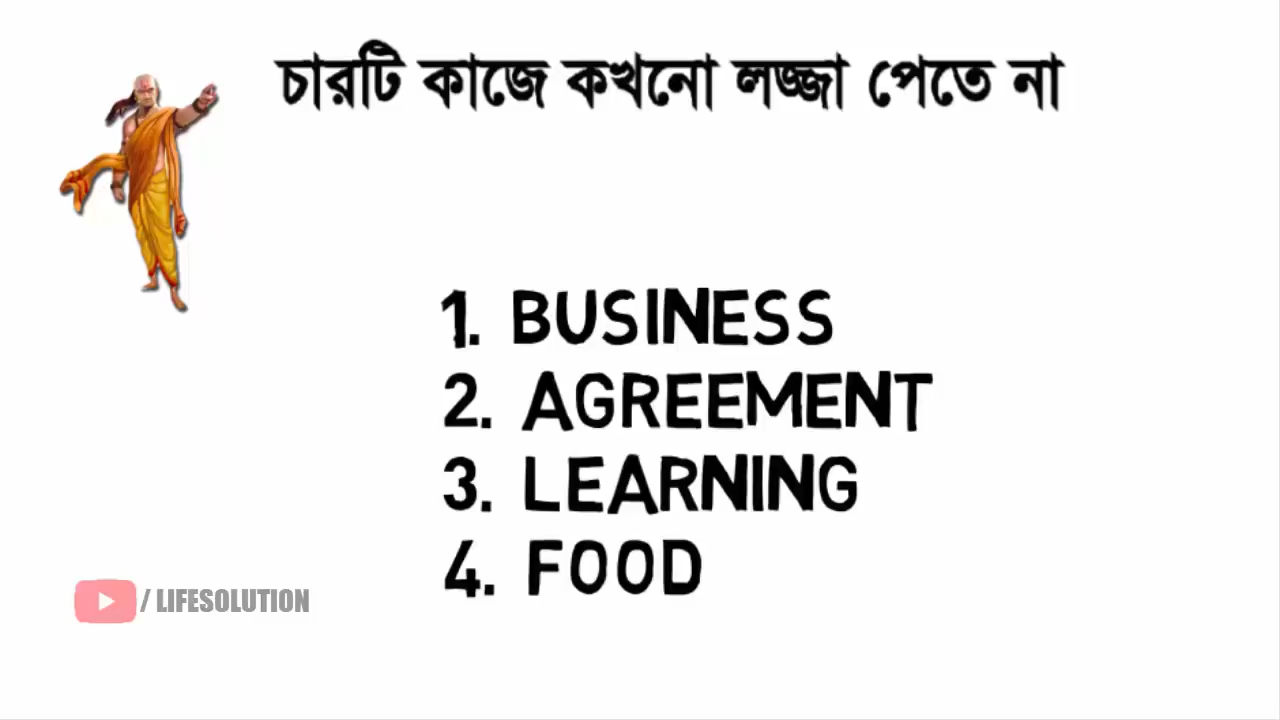 চারটি কাজে কখনো লজ্জা পেতে না
1. BUSINESS
2. AGREEMENT
3. LEARNING
4. FOOD
/ LIFESOLUTION